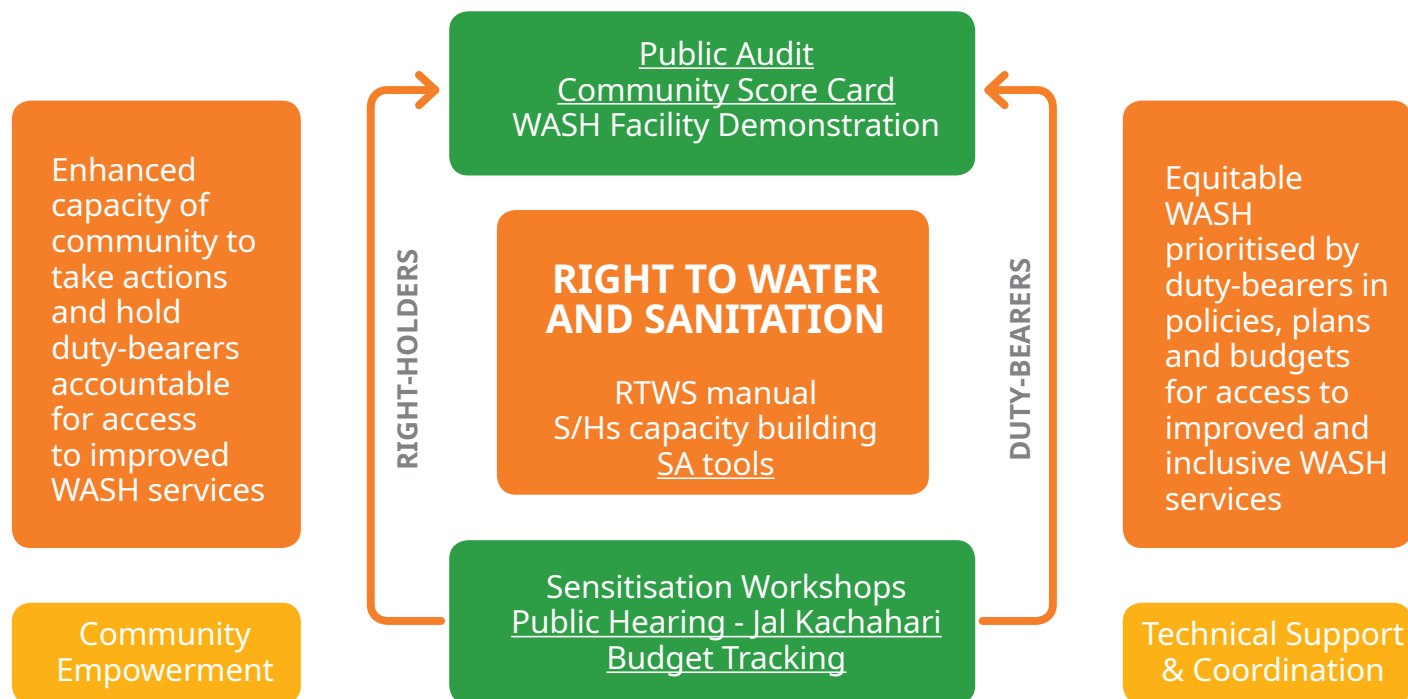 Public Audit
Community Score Card
WASH Facility Demonstration
Enhanced
capacity of
community to
take actions
and hold
duty-bearers
accountable
for access
to improved
WASH services
RIGHT-HOLDERS
RIGHT TO WATER
AND SANITATION
RTWS manual
S/Hs capacity building
SA tools
DUTY-BEARERS
Equitable
WASH
prioritised by
duty-bearers in
policies, plans
and budgets
for access to
improved and
inclusive WASH
services
Sensitisation Workshops
Public Hearing - Jal Kachahari
Budget Tracking
Community
Empowerment
Technical Support
& Coordination